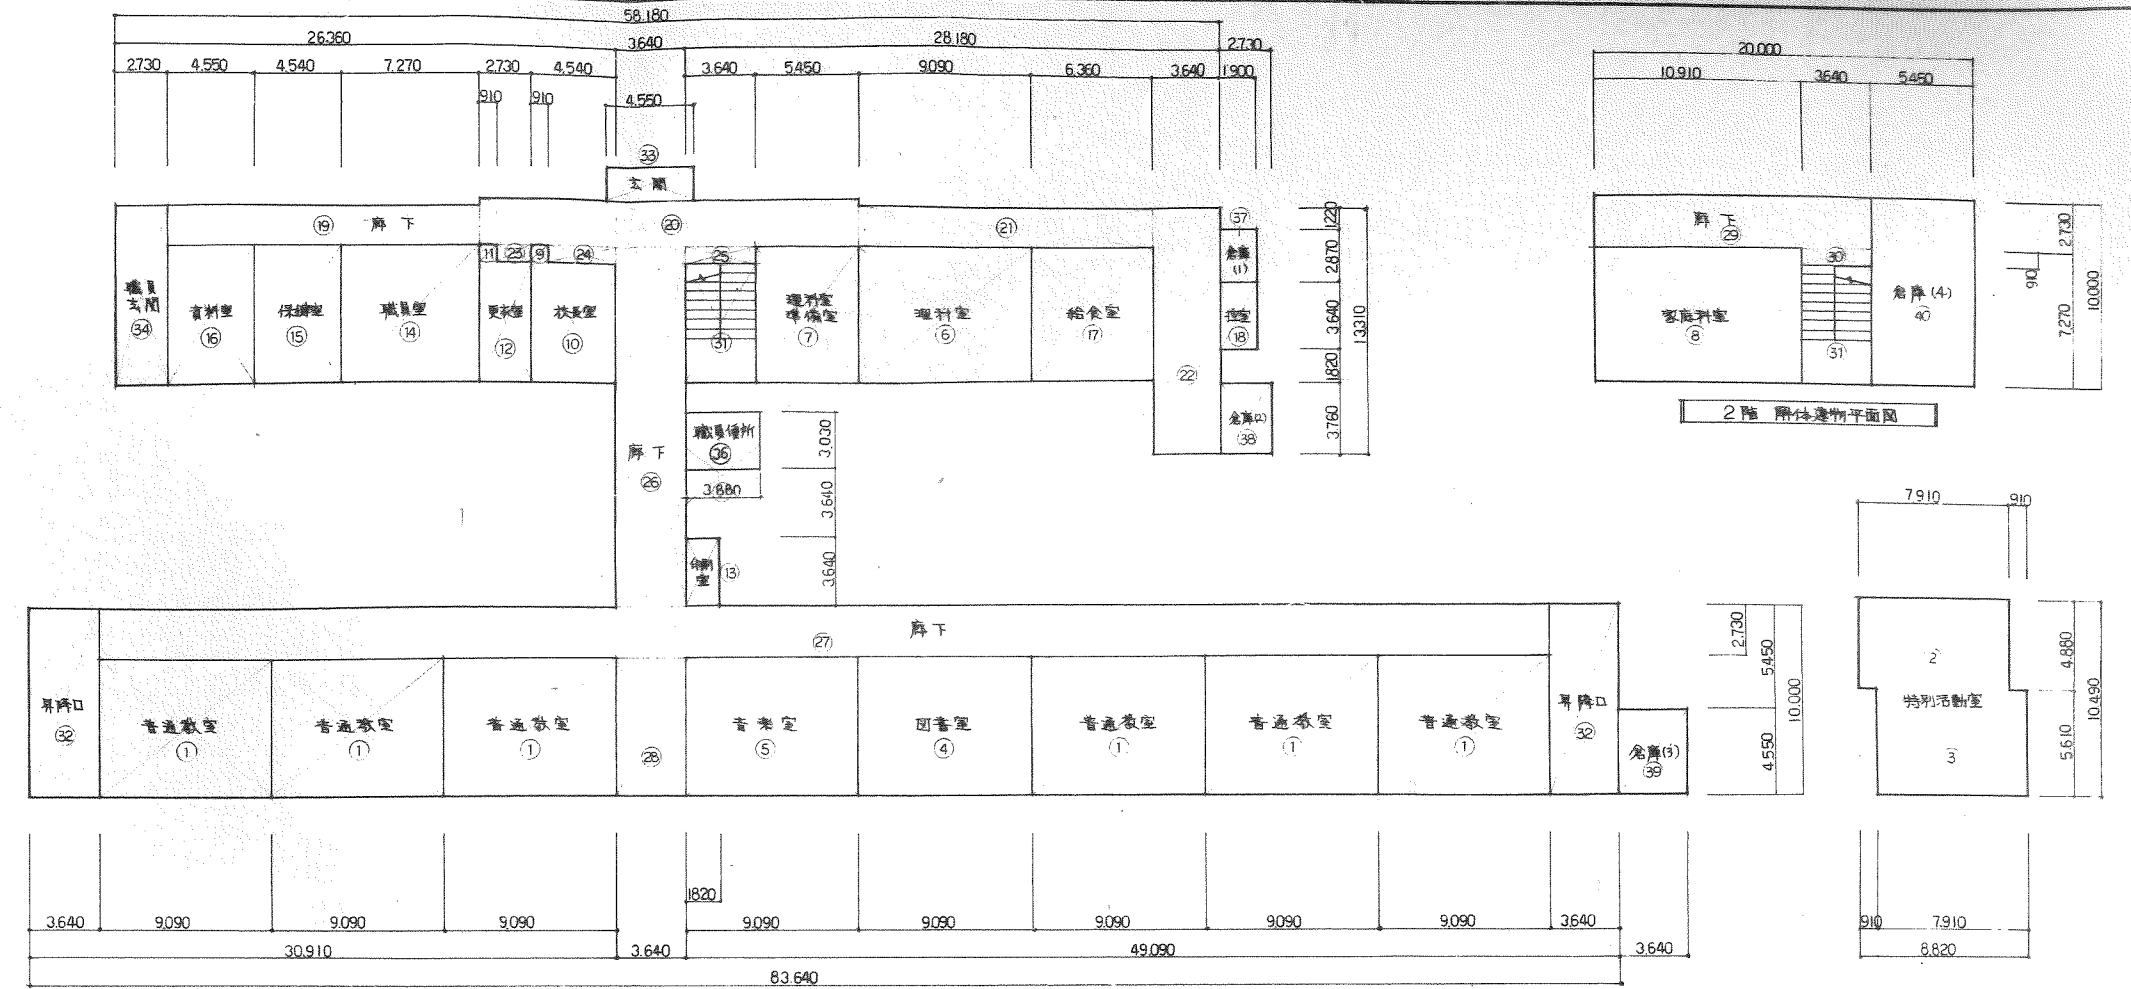 58.180
26.360 3.640 28.180 2.730
2.730 4.550 4.540 7.270 2.730 4.540 3.640 5.450 9.090 6.360 3.640 1.900
910 910 4.550
20.000
10.910 3.640 5.450
33
玄関
19 廊下 20 21 37
11 23 9 24 25
職員
玄関
34
資料室
16
保健室
15
職員室
14
更衣室
12
校長室
10
31
理科室
準備室
7
理科室
6
給食室
17
22
倉庫
(1)
控室
18
倉庫(2)
38
1.220
2.870
3.640
1.820
3.760
13.310
廊下
29
30
家庭科室
8
31
倉庫(4)
40
2.730
910
7.270
10.000
2階 解体建物平面図
廊下
26
職員便所
36
3.880
3.030
3.640
3.640
印刷
室
13
7.910 910
2
特別活動室
3
4.880
5.610
10.490
廊下
27
昇降口
32
普通教室
1
普通教室
1
普通教室
1
28
音楽室
5
図書室
4
普通教室
1
普通教室
1
普通教室
1
昇降口
32
倉庫(3)
39
2.730
5.450
4.550
10.000
1820
3.640 9.090 9.090 9.090 9.090 9.090 9.090 9.090 9.090 3.640
30.910 3.640 49.090 3.640
83.640
910 7.910
8.820